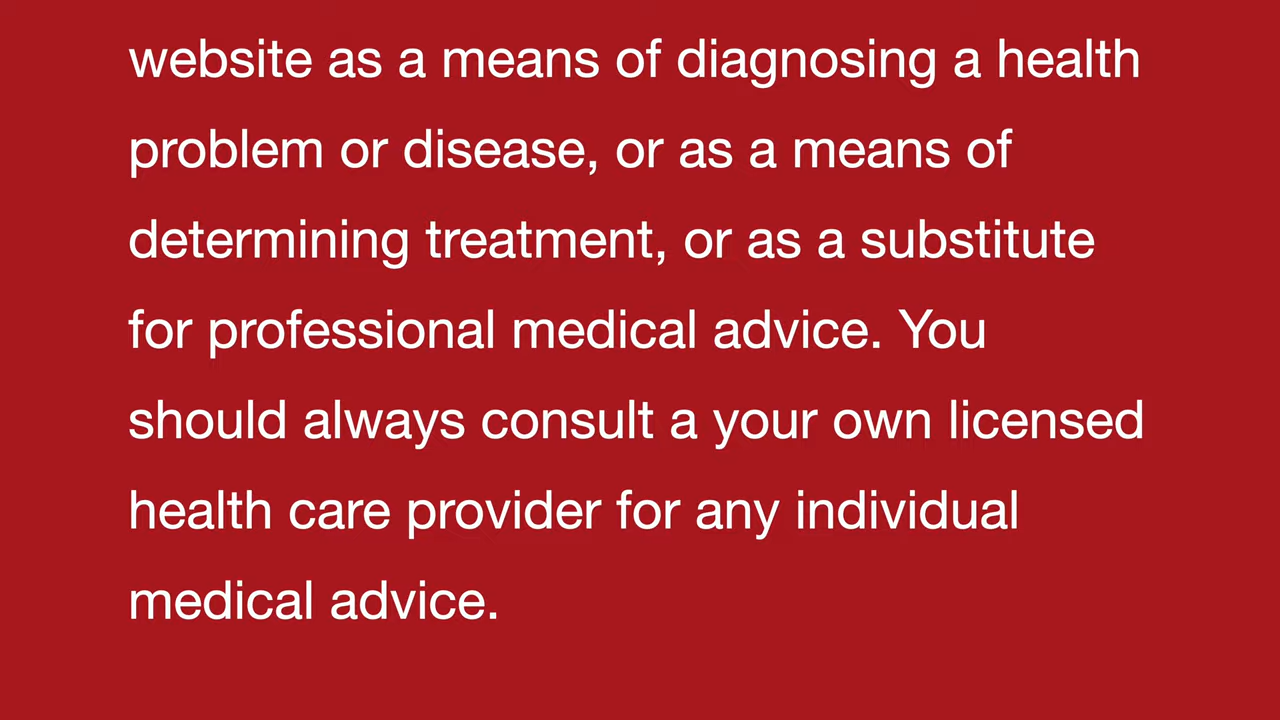 website as a means of diagnosing a health
problem or disease, or as a means of
determining treatment, or as a substitute
for professional medical advice. You
should always consult a your own licensed
health care provider for any individual
medical advice.